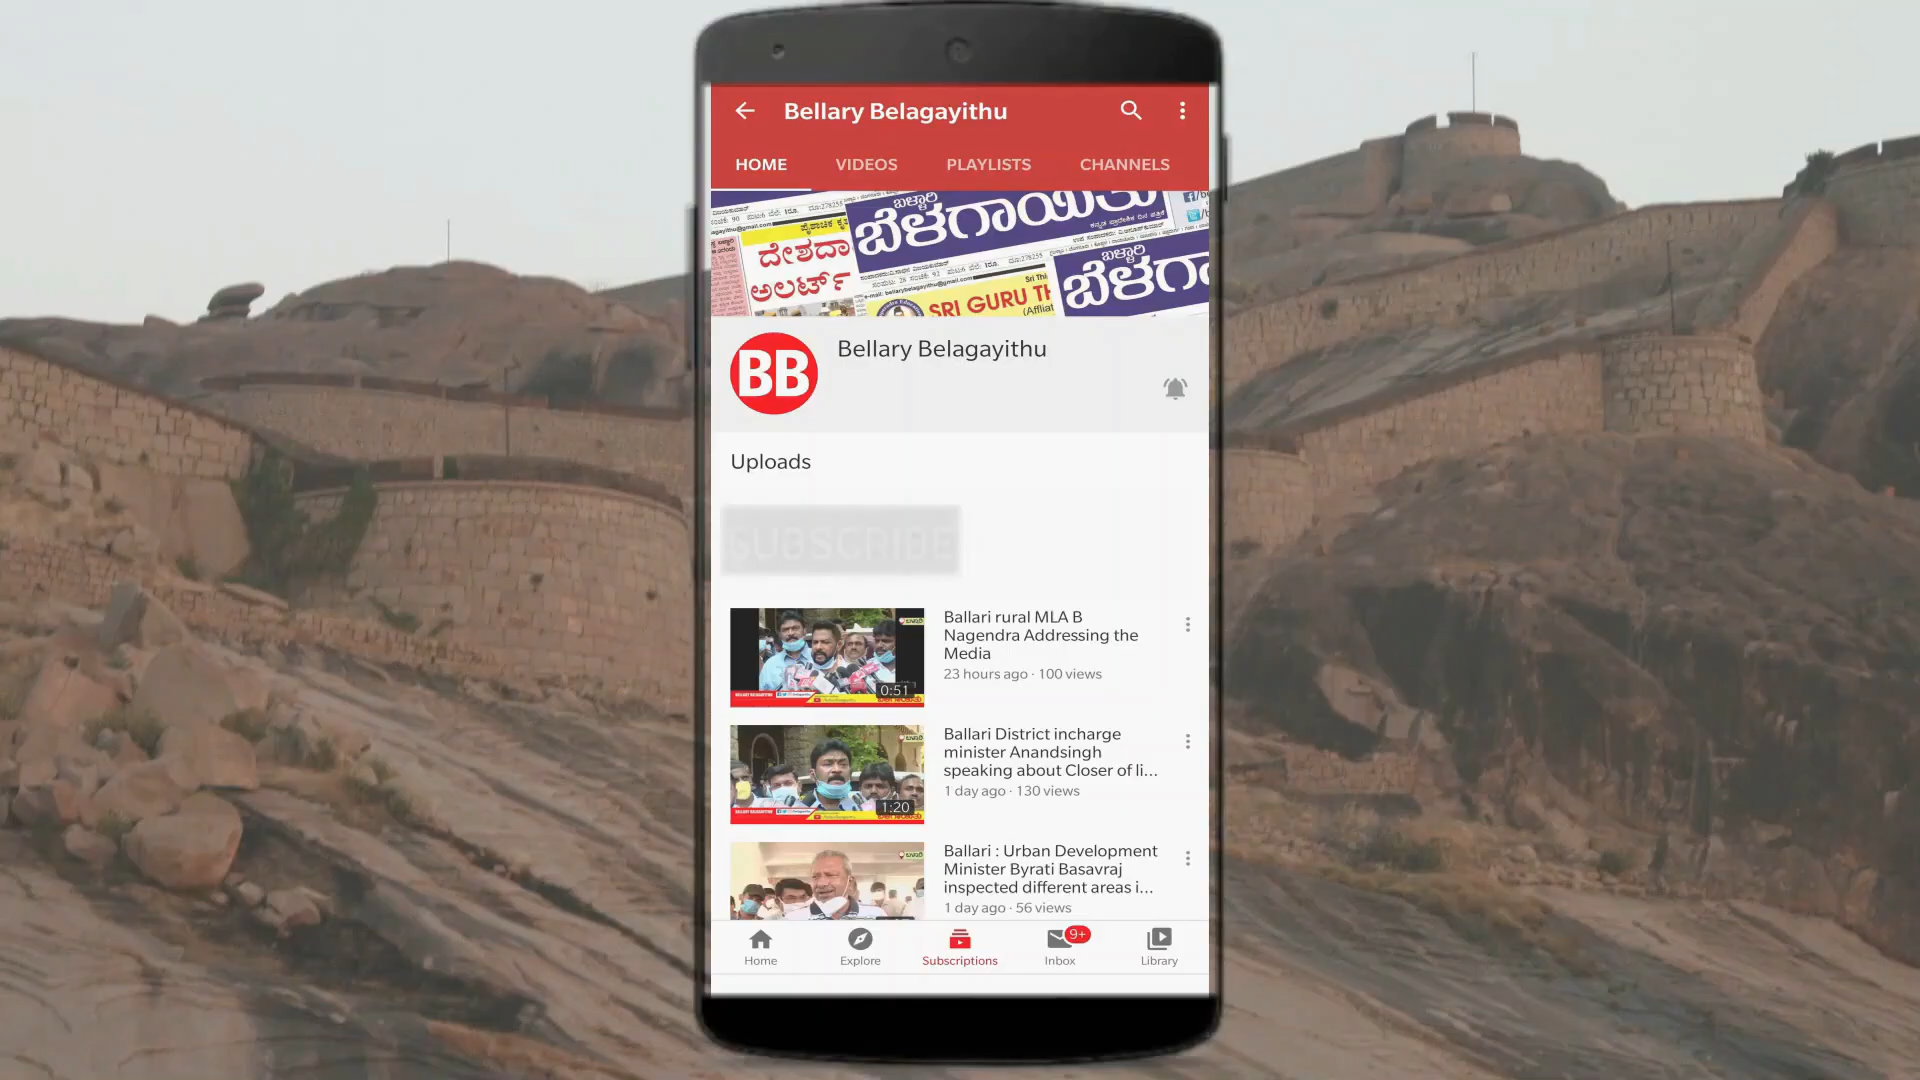 Bellary Belagayithu
HOME VIDEOS PLAYLISTS CHANNELS
ಬಳ್ಳಾರಿ
ಬೆಳಗಾಯಿತು
ದೇಶದಾ
ಅಲರ್ಟ್
ಬಳ್ಳಾರಿ
ಬೆಳಗಾ
SRI GURU TH
(Affliat
BB
Bellary Belagayithu
Uploads
SUBSCRIBE
Ballari rural MLA B
Nagendra Addressing the
Media
23 hours ago · 100 views
0:51
Ballari District incharge
minister Anandsingh
speaking about Closer of li...
1 day ago · 130 views
1:20
Ballari : Urban Development
Minister Byrati Basavraj
inspected different areas i...
1 day ago · 56 views
9+
Home Explore Subscriptions Inbox Library